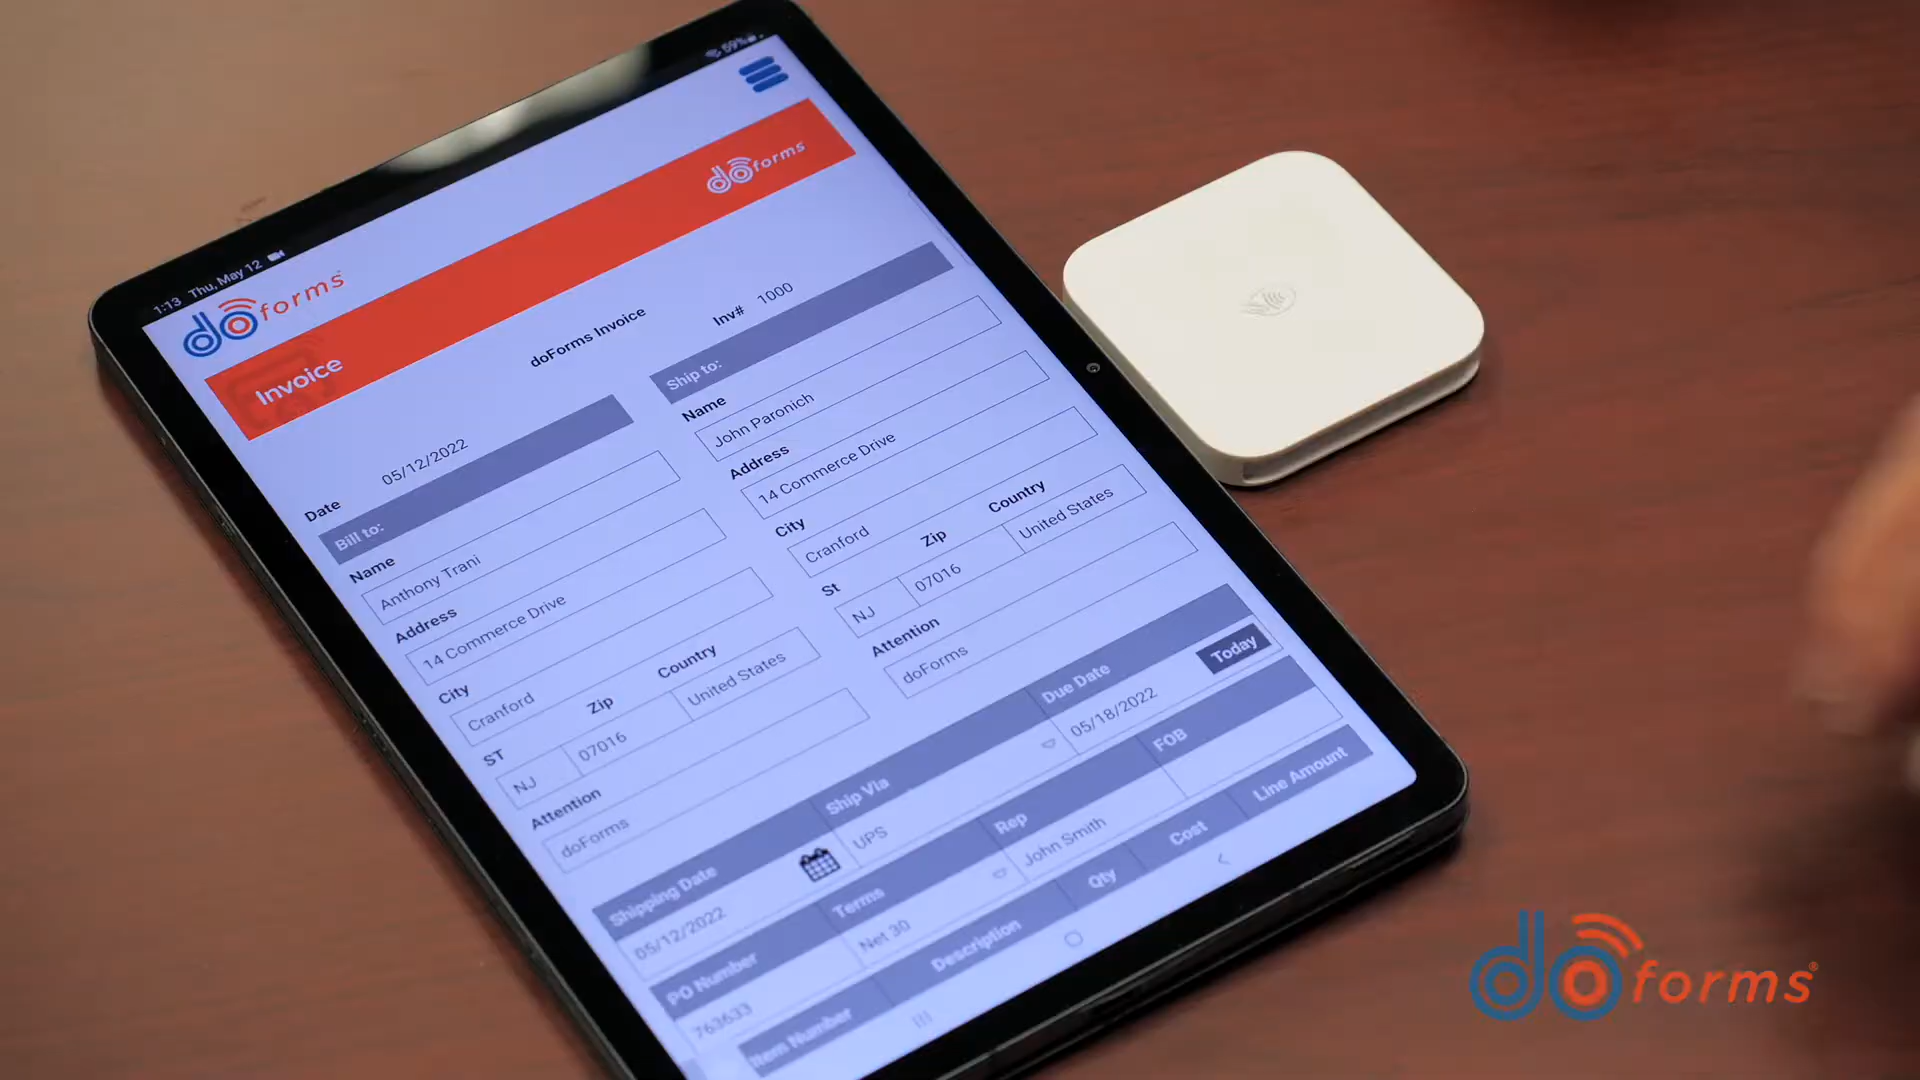 1:13 Thu, May 12
59%
doforms
doforms
Invoice
doForms Invoice
Inv# 1000
Date 05/12/2022
Bill to:
Name
Anthony Trani
Address
14 Commerce Drive
City
Cranford
ST Zip Country
NJ 07016 United States
Attention
doForms
Ship to:
Name
John Paronich
Address
14 Commerce Drive
City
Cranford
St Zip Country
NJ 07016 United States
Attention
doForms
Shipping Date Ship Via Due Date
05/12/2022 UPS 05/18/2022 Today
PO Number Terms Rep FOB
763633 Net 30 John Smith
Item Number Description Qty Cost Line Amount
doforms®